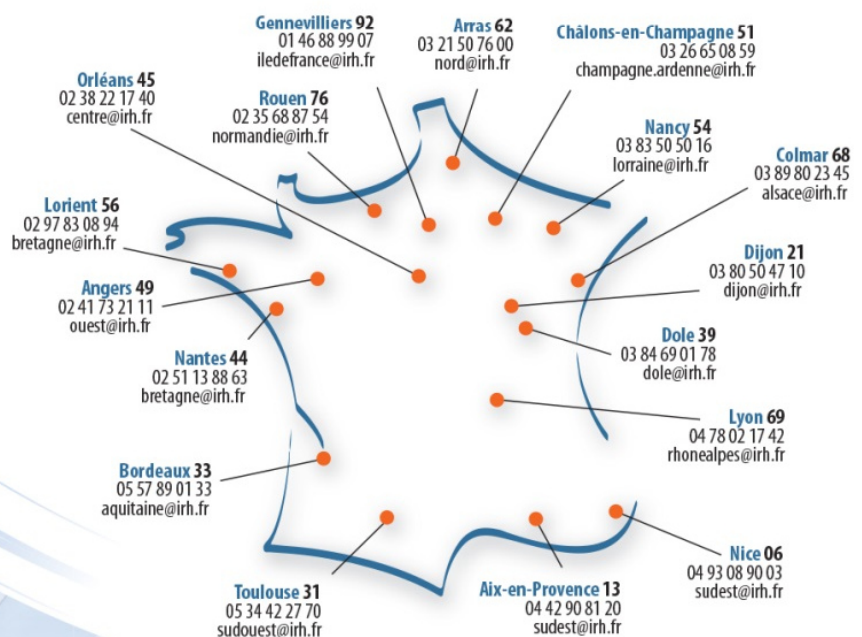 Gennevilliers 92
01 46 88 99 07
iledefrance@irh.fr
Arras 62
03 21 50 76 00
nord@irh.fr
Châlons-en-Champagne 51
03 26 65 08 59
champagne.ardenne@irh.fr
Orléans 45
02 38 22 17 40
centre@irh.fr
Rouen 76
02 35 68 87 54
normandie@irh.fr
Nancy 54
03 83 50 50 16
lorraine@irh.fr
Colmar 68
03 89 80 23 45
alsace@irh.fr
Lorient 56
02 97 83 08 94
bretagne@irh.fr
Dijon 21
03 80 50 47 10
dijon@irh.fr
Angers 49
02 41 73 21 11
ouest@irh.fr
Dole 39
03 84 69 01 78
dole@irh.fr
Nantes 44
02 51 13 88 63
bretagne@irh.fr
Lyon 69
04 78 02 17 42
rhonealpes@irh.fr
Bordeaux 33
05 57 89 01 33
aquitaine@irh.fr
Nice 06
04 93 08 90 03
sudest@irh.fr
Toulouse 31
05 34 42 27 70
sudouest@irh.fr
Aix-en-Provence 13
04 42 90 81 20
sudest@irh.fr